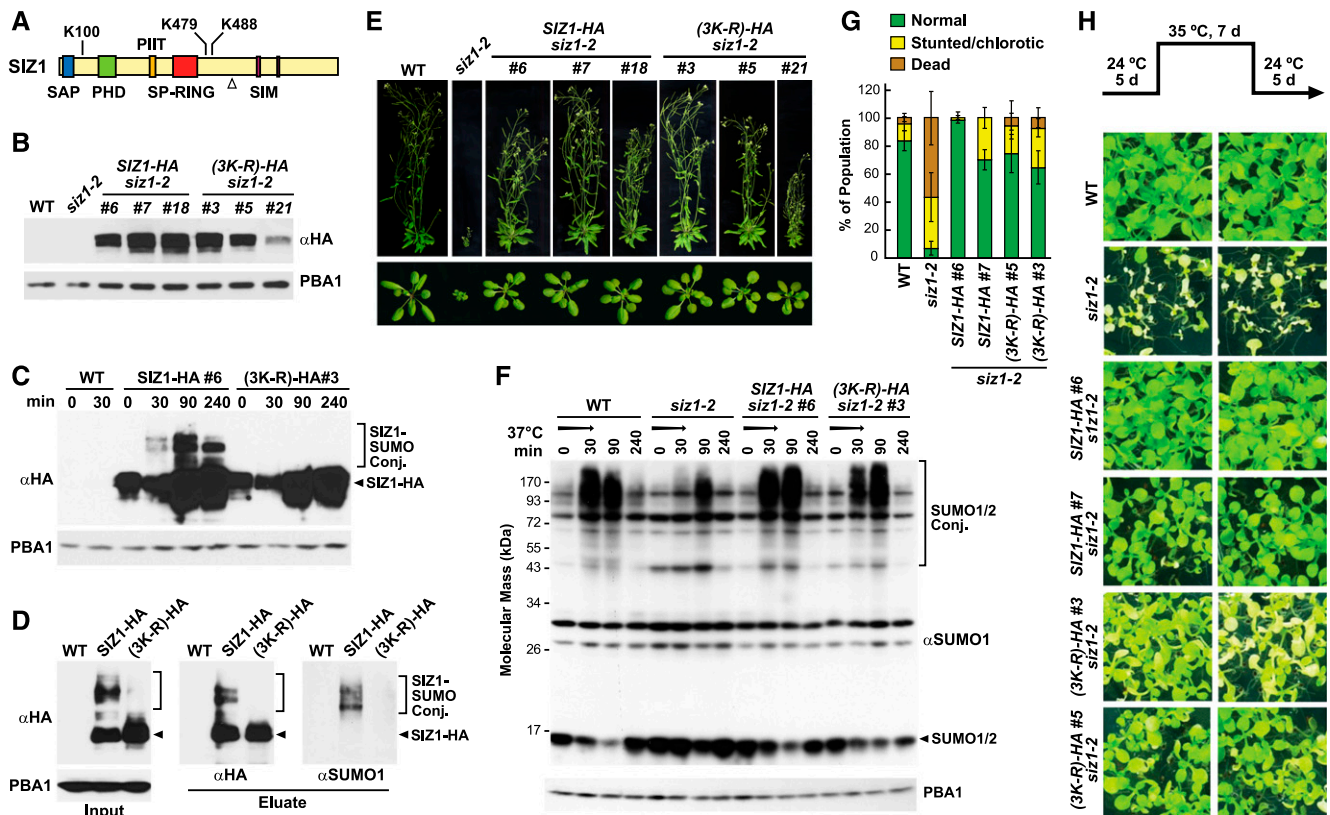 A
K100
K479
K488
PIIT
SIZ1
SAP
PHD
SP-RING
SIM
B
SIZ1-HA
siz1-2
(3K-R)-HA
siz1-2
WT
siz1-2
#6
#7
#18
#3
#5
#21
αHA
PBA1
C
WT
SIZ1-HA #6
(3K-R)-HA#3
min
0
30
0
30
90
240
0
30
90
240
SIZ1-
SUMO
Conj.
αHA
SIZ1-HA
PBA1
D
WT
SIZ1-HA
(3K-R)-HA
WT
SIZ1-HA
(3K-R)-HA
WT
SIZ1-HA
(3K-R)-HA
SIZ1-
SUMO
Conj.
αHA
SIZ1-HA
PBA1
αHA
αSUMO1
Input
Eluate
E
SIZ1-HA
siz1-2
(3K-R)-HA
siz1-2
WT
siz1-2
#6
#7
#18
#3
#5
#21
F
WT
siz1-2
SIZ1-HA
siz1-2 #6
(3K-R)-HA
siz1-2 #3
37°C
min
0
30
90
240
0
30
90
240
0
30
90
240
0
30
90
240
Molecular Mass (kDa)
170
93
72
55
43
34
26
17
SUMO1/2
Conj.
αSUMO1
SUMO1/2
PBA1
G
Normal
Stunted/chlorotic
Dead
% of Population
120
100
80
60
40
20
0
WT
siz1-2
SIZ1-HA #6
SIZ1-HA #7
(3K-R)-HA #5
(3K-R)-HA #3
siz1-2
H
35 ºC, 7 d
24 ºC
5 d
24 ºC
5 d
WT
siz1-2
SIZ1-HA #6
s1z1-2
SIZ1-HA #7
siz1-2
(3K-R)-HA #3
siz1-2
(3K-R)-HA #5
siz1-2